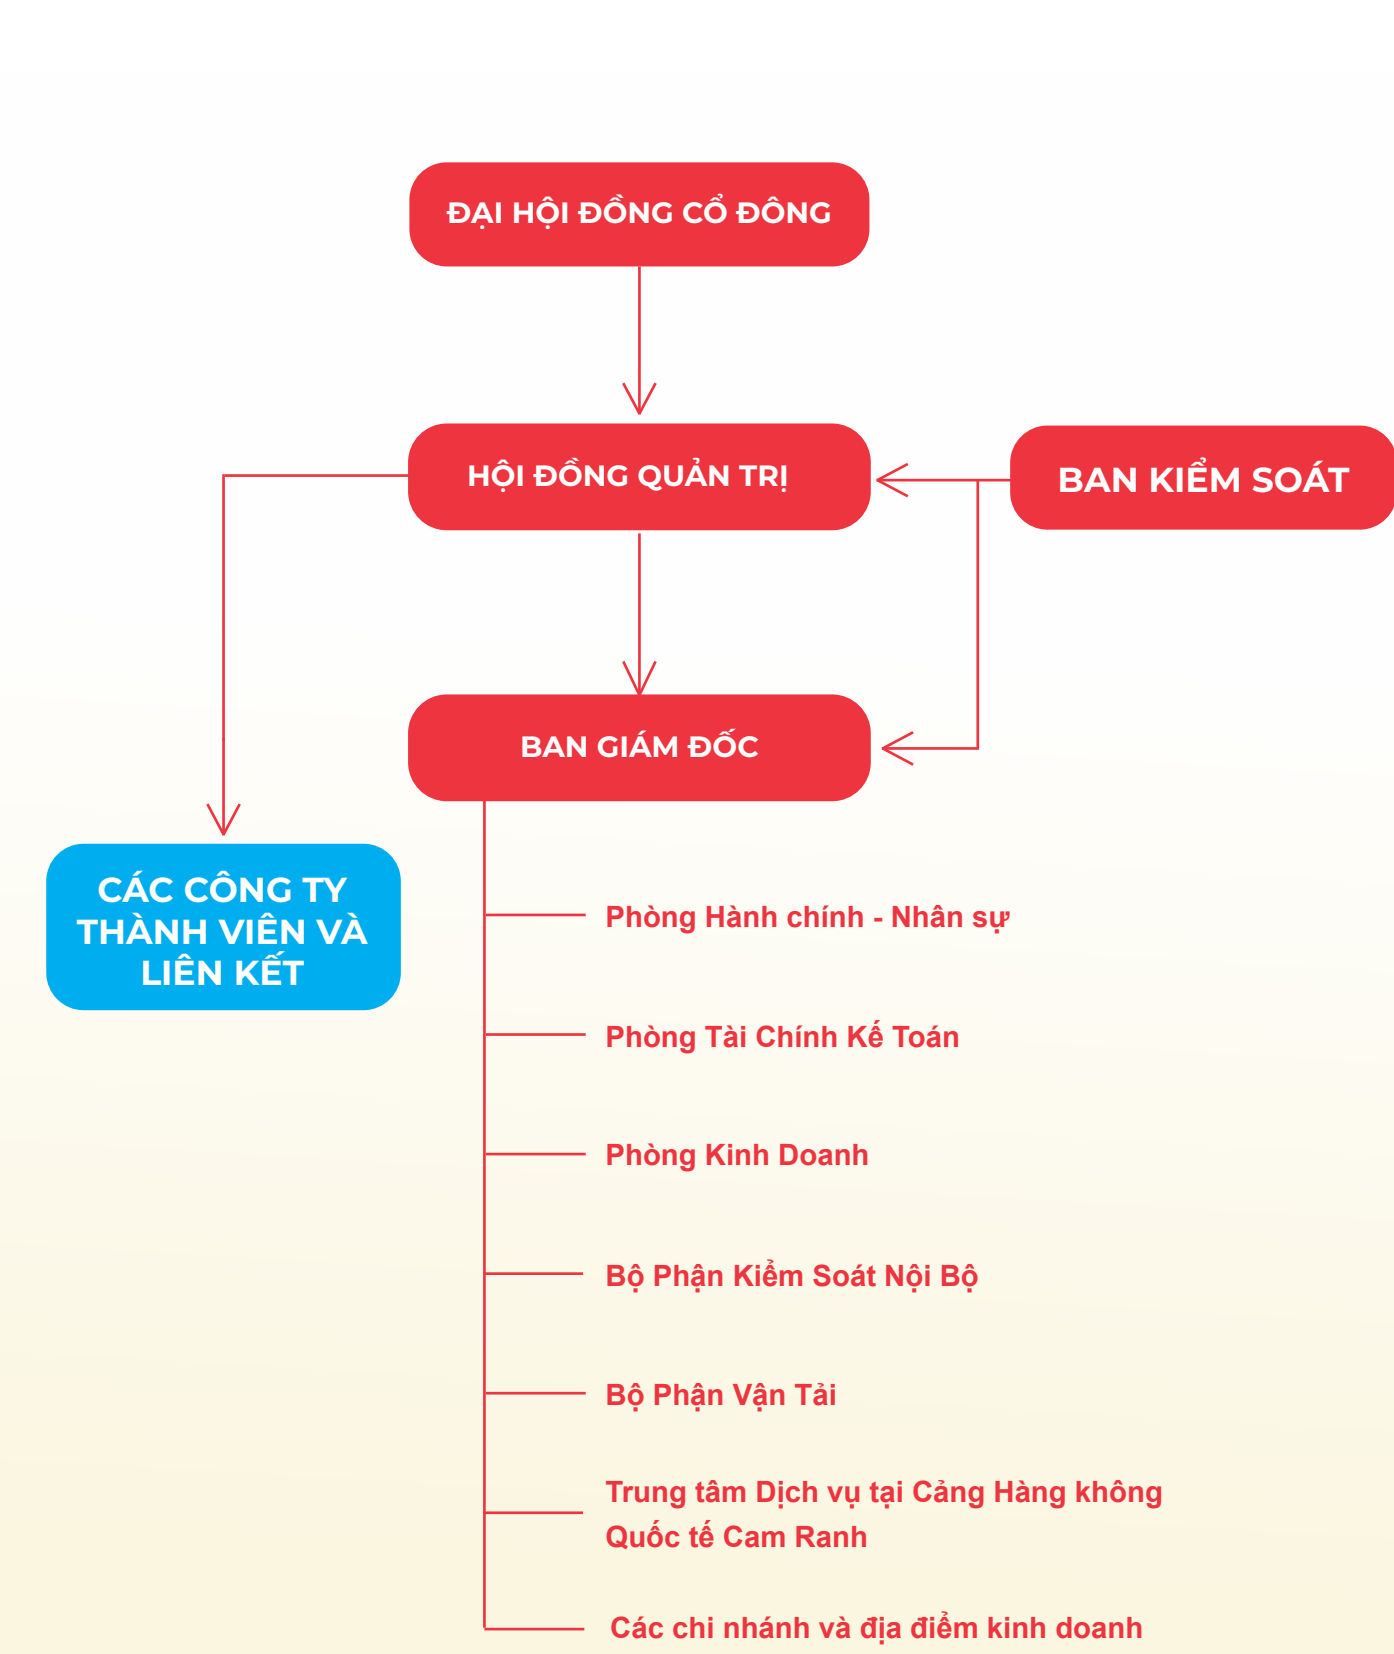 ĐẠI HỘI ĐỒNG CỔ ĐÔNG
HỘI ĐỒNG QUẢN TRỊ
BAN KIỂM SOÁT
BAN GIÁM ĐỐC
CÁC CÔNG TY
THÀNH VIÊN VÀ
LIÊN KẾT
Phòng Hành chính - Nhân sự
Phòng Tài Chính Kế Toán
Phòng Kinh Doanh
Bộ Phận Kiểm Soát Nội Bộ
Bộ Phận Vận Tải
Trung tâm Dịch vụ tại Cảng Hàng không
Quốc tế Cam Ranh
Các chi nhánh và địa điểm kinh doanh